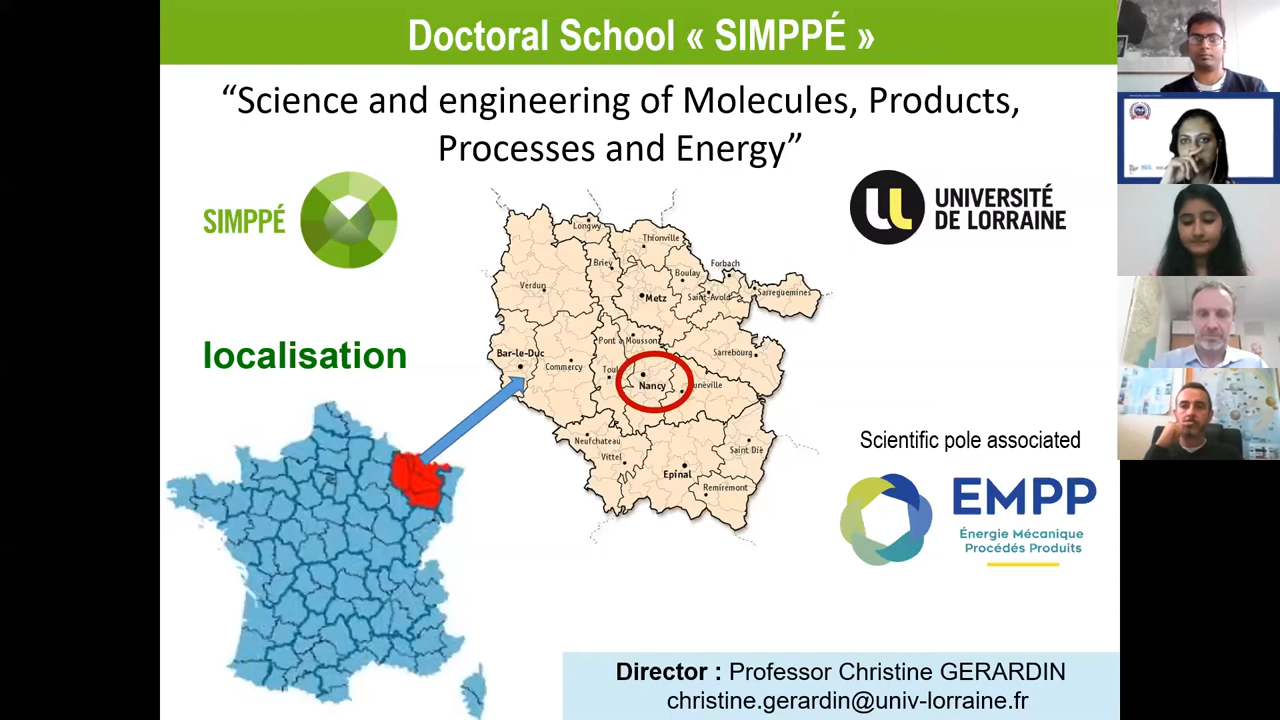 Doctoral School « SIMPPÉ »
“Science and engineering of Molecules, Products,
Processes and Energy”
SIMPPÉ
UNIVERSITÉ
DE LORRAINE
localisation
Longwy
Thionville
Briey
Boulay
Forbach
Verdun
Metz
Saint-Avold
Sarreguemines
Pont à Mousson
Bar-le-Duc
Commercy
Toul
Nancy
Lunéville
Sarrebourg
Neufchateau
Vittel
Epinal
Saint Diè
Remiremont
Scientific pole associated
EMPP
Énergie Mécanique
Procédés Produits
Director : Professor Christine GERARDIN
christine.gerardin@univ-lorraine.fr